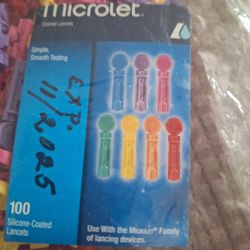 microlet®
Colored Lancets
Simple,
Smooth Testing
EXP.
11/2025
100
Silicone-Coated
Lancets
Use With the MICROLET® Family
of lancing devices.